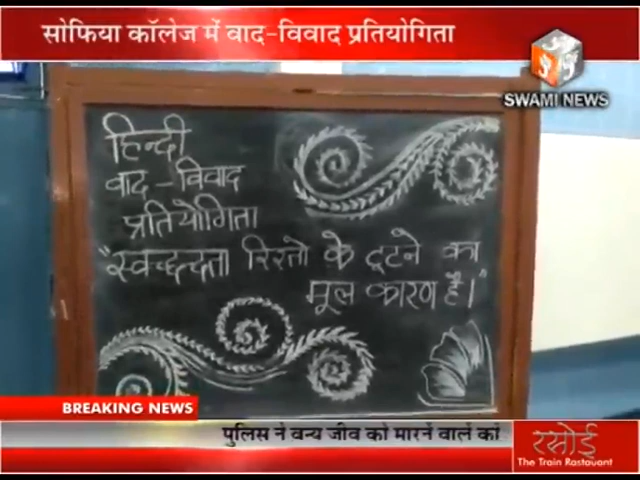 सोफिया कॉलेज में वाद-विवाद प्रतियोगिता
SWAMI NEWS
हिन्दी
वाद - विवाद
प्रतियोगिता
"स्वच्छन्दता रिश्तो के टूटने का
मूल कारण है।"
BREAKING NEWS
पुलिस ने वन्य जीव को मारने वाले को
रसोई
The Train Restaurant